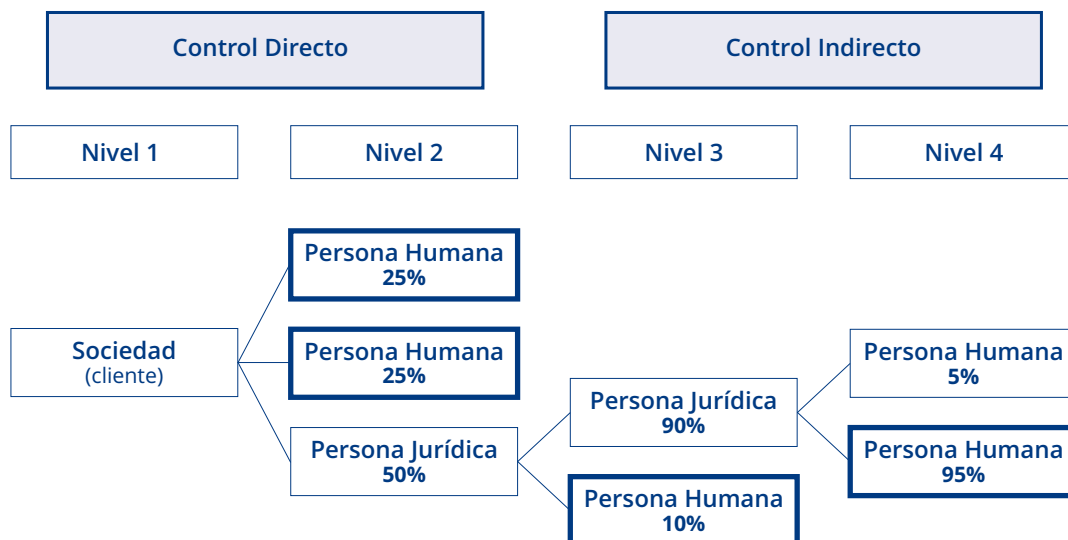 Control Directo
Control Indirecto
Nivel 1
Nivel 2
Nivel 3
Nivel 4
Persona Humana
25%
Sociedad
(cliente)
Persona Humana
25%
Persona Jurídica
50%
Persona Jurídica
90%
Persona Humana
10%
Persona Humana
5%
Persona Humana
95%